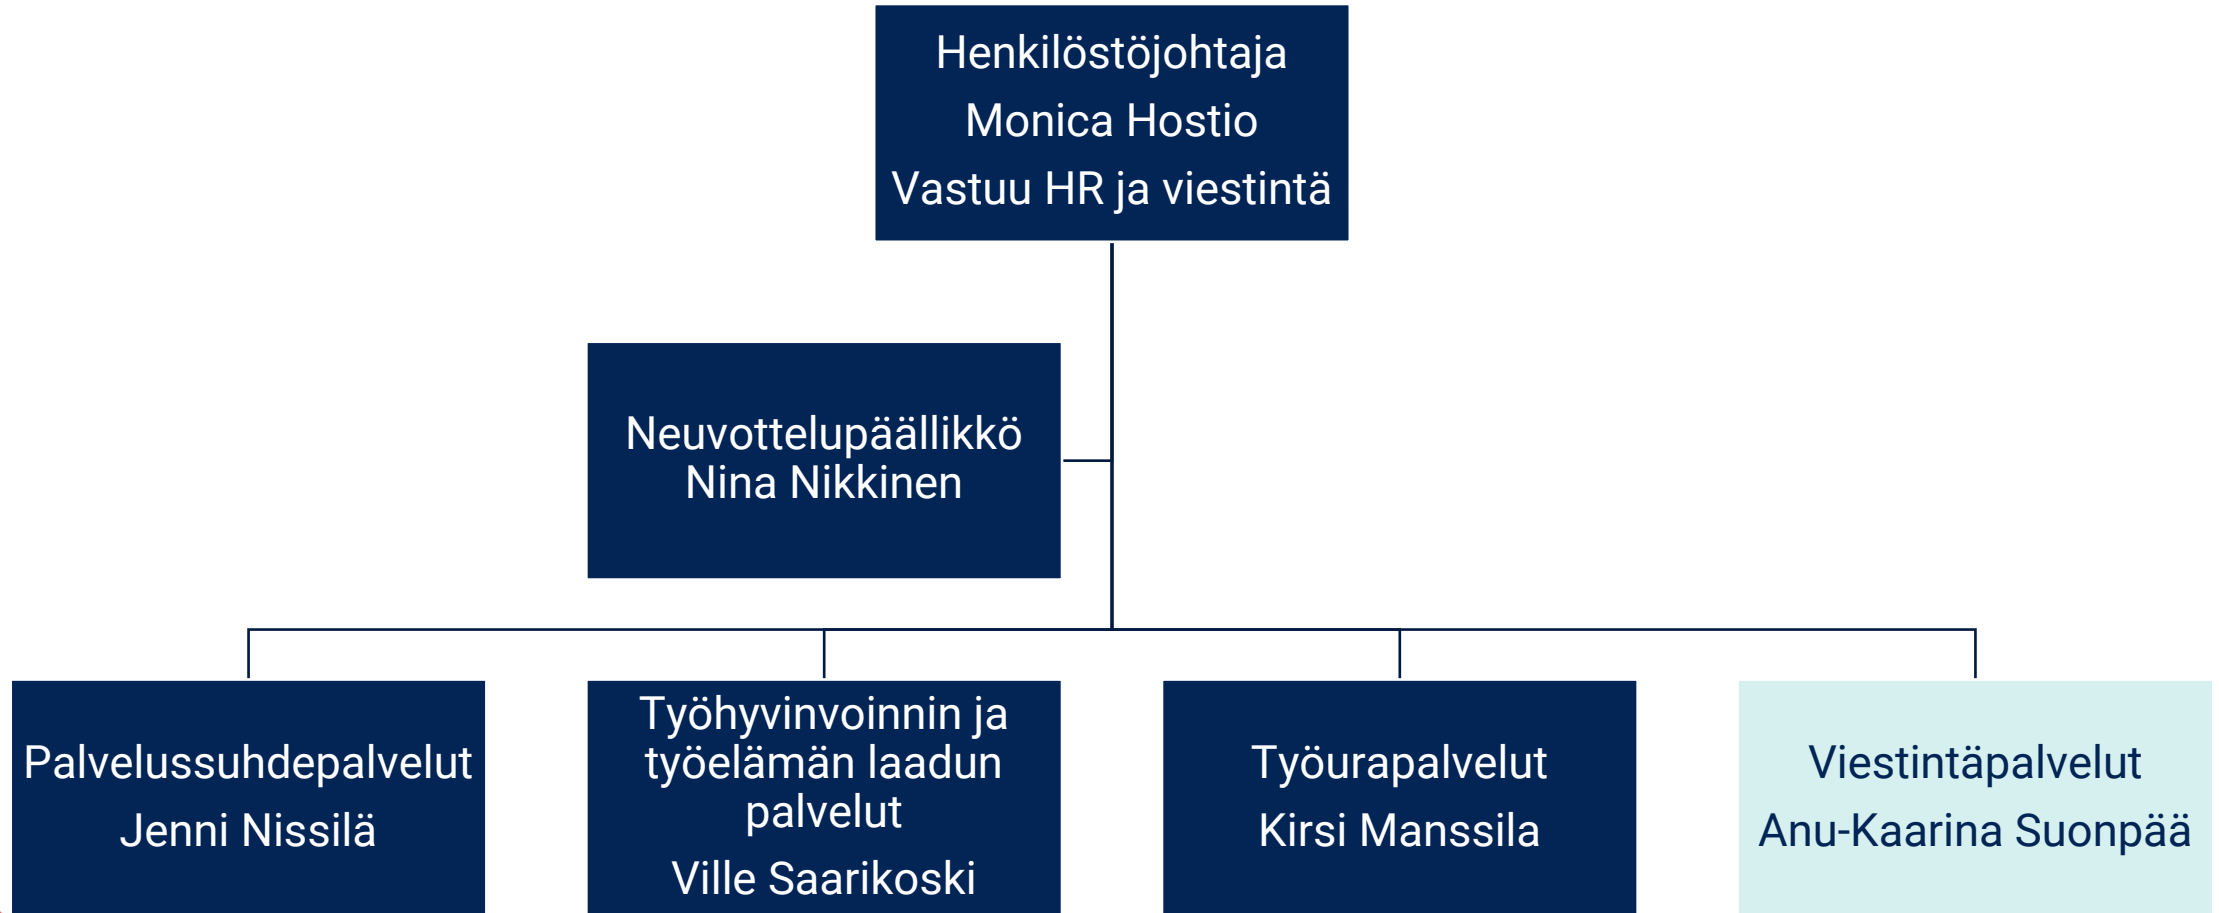 Henkilöstöjohtaja
Monica Hostio
Vastuu HR ja viestintä
Neuvottelupäällikkö
Nina Nikkinen
Palvelussuhdepalvelut
Jenni Nissilä
Työhyvinvoinnin ja
työelämän laadun
palvelut
Ville Saarikoski
Työurapalvelut
Kirsi Manssila
Viestintäpalvelut
Anu-Kaarina Suonpää